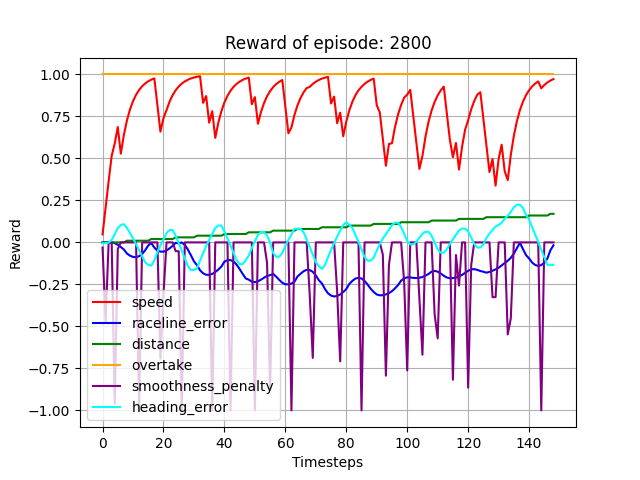 Reward of episode: 2800
1.00
0.75
0.50
0.25
0.00
−0.25
−0.50
−0.75
−1.00
Reward
speed
raceline_error
distance
overtake
smoothness_penalty
heading_error
0 20 40 60 80 100 120 140
Timesteps